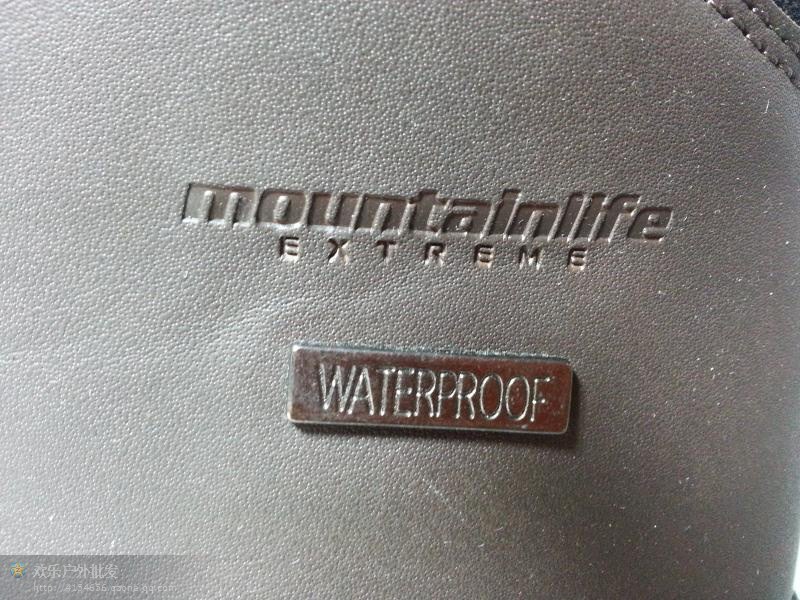 mountainlife
EXTREME
WATERPROOF
欢乐户外批发